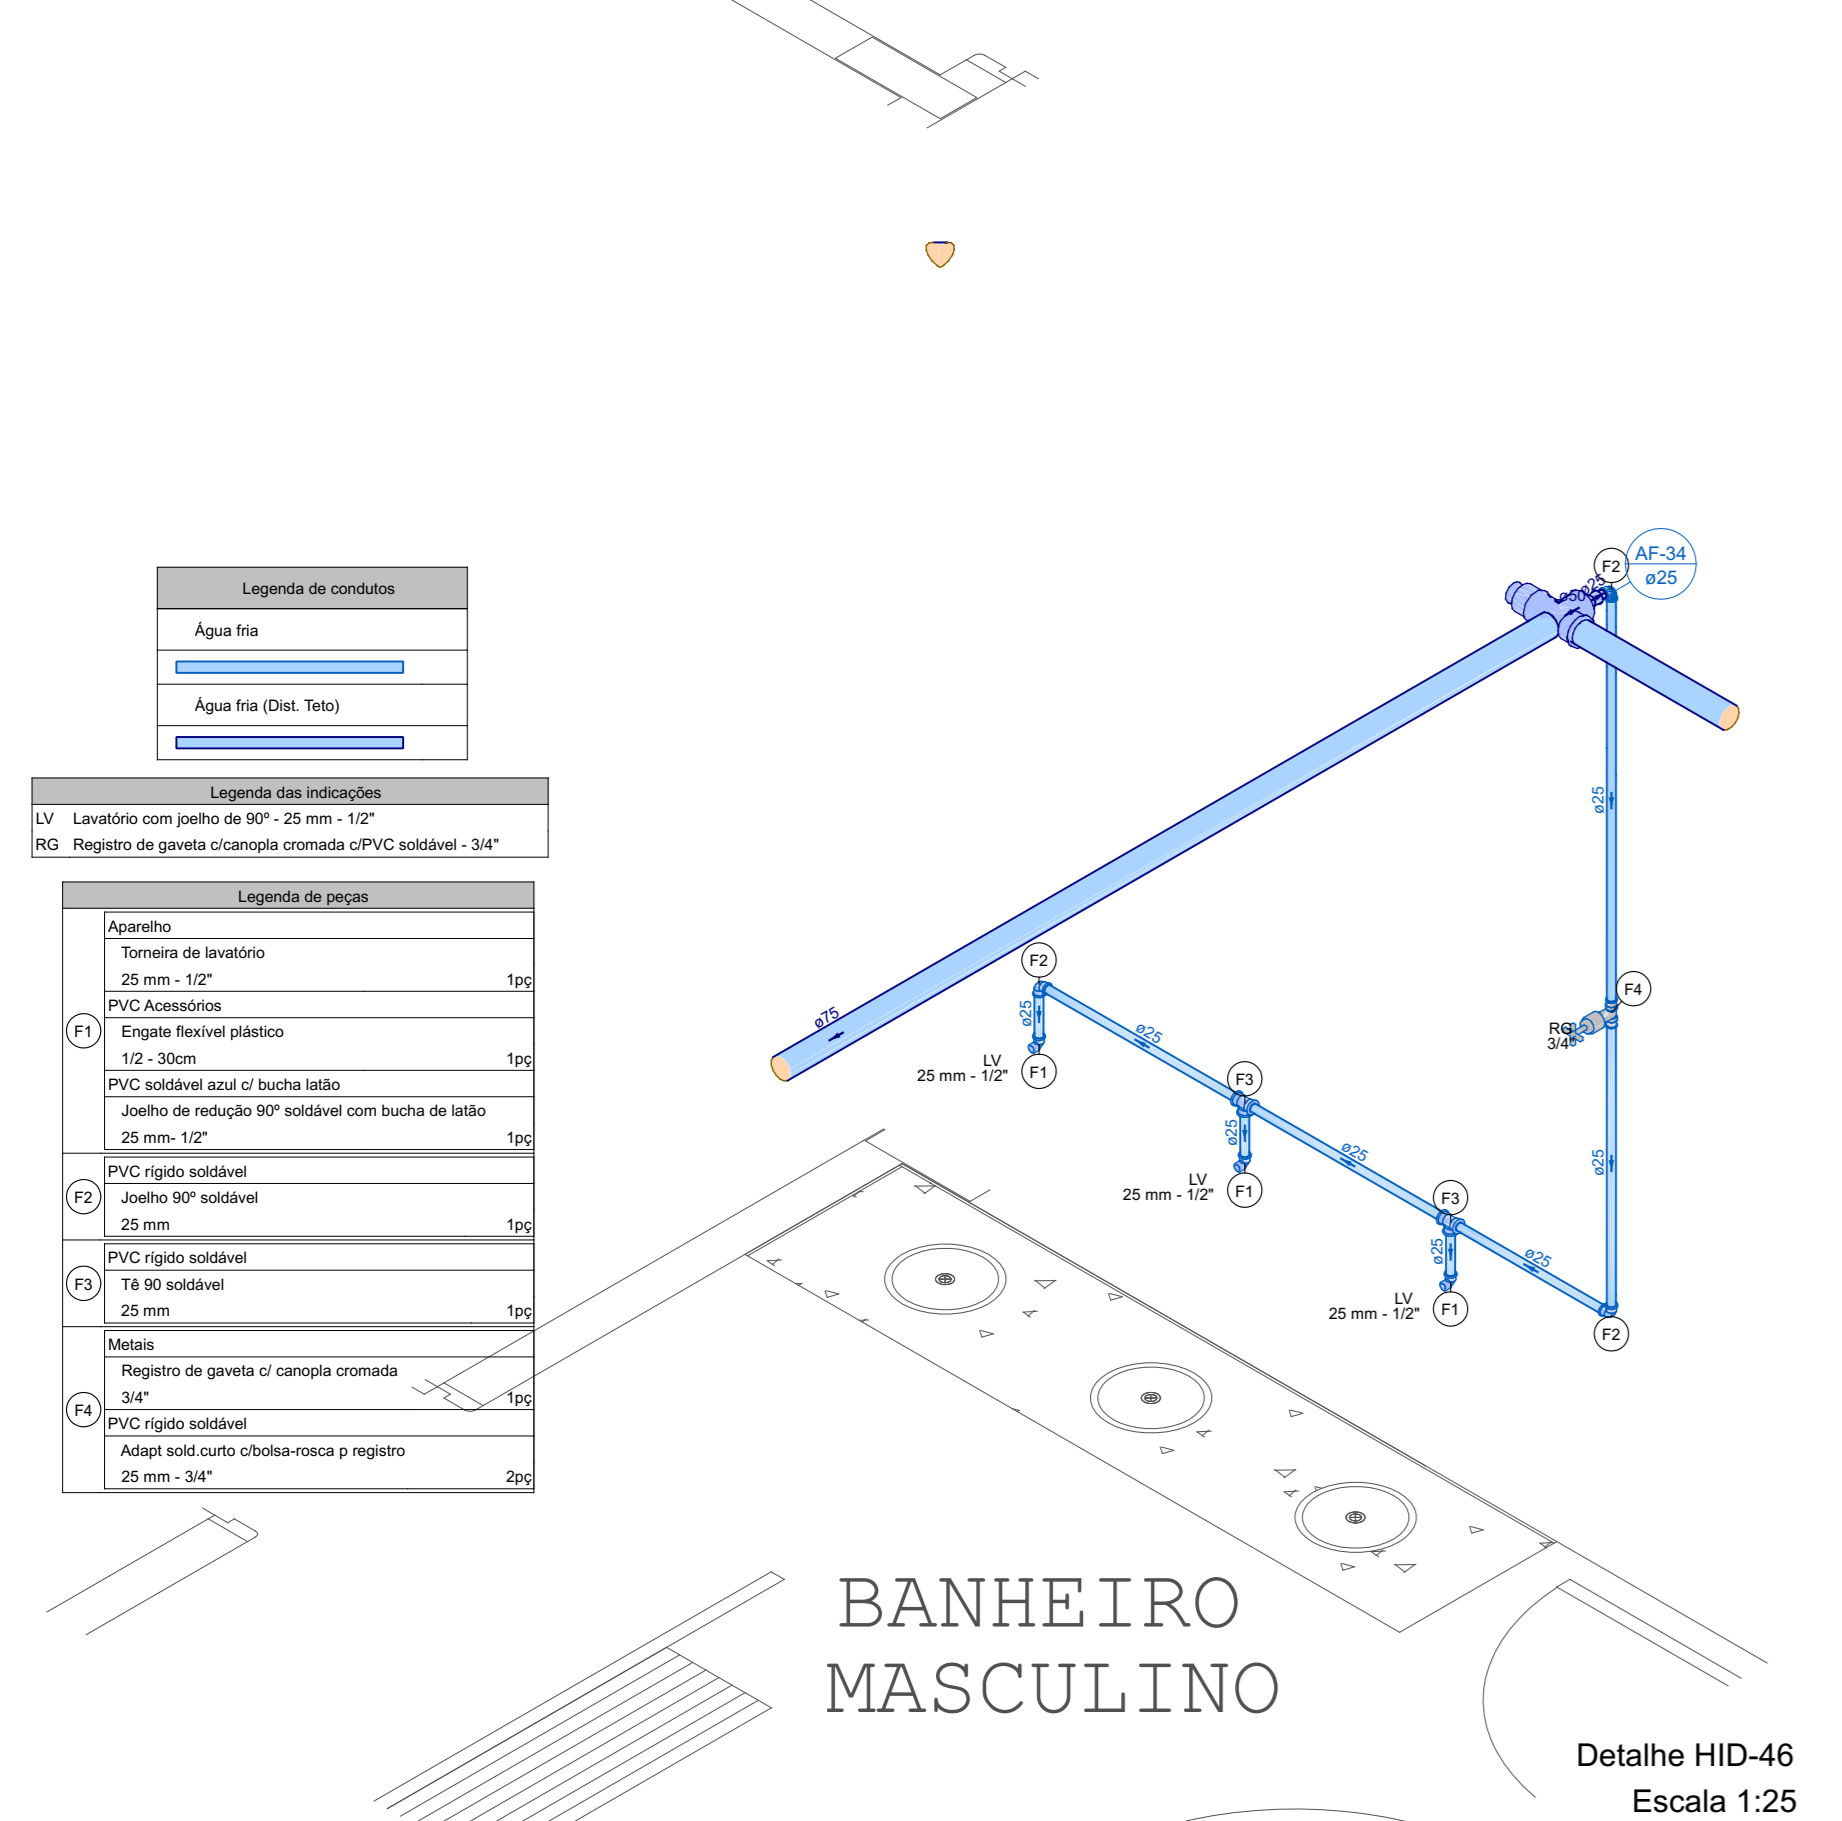 Legenda de condutos
Água fria
Água fria (Dist. Teto)
Legenda das indicações
LV Lavatório com joelho de 90º - 25 mm - 1/2"
RG Registro de gaveta c/canopla cromada c/PVC soldável - 3/4"
Legenda de peças
F1
Aparelho
Torneira de lavatório
25 mm - 1/2" 1pç
PVC Acessórios
Engate flexível plástico
1/2 - 30cm 1pç
PVC soldável azul c/ bucha latão
Joelho de redução 90º soldável com bucha de latão
25 mm- 1/2" 1pç
F2
PVC rígido soldável
Joelho 90º soldável
25 mm 1pç
F3
PVC rígido soldável
Tê 90 soldável
25 mm 1pç
F4
Metais
Registro de gaveta c/ canopla cromada
3/4" 1pç
PVC rígido soldável
Adapt sold.curto c/bolsa-rosca p registro
25 mm - 3/4" 2pç
F2
AF-34
ø25
ø25
ø50
ø25
F4
RG
3/4"
ø75
F2
ø25
ø25
LV
25 mm - 1/2"
F1
F3
ø25
ø25
LV
25 mm - 1/2"
F1
F3
ø25
ø25
ø25
LV
25 mm - 1/2"
F1
F2
BANHEIRO
MASCULINO
Detalhe HID-46
Escala 1:25